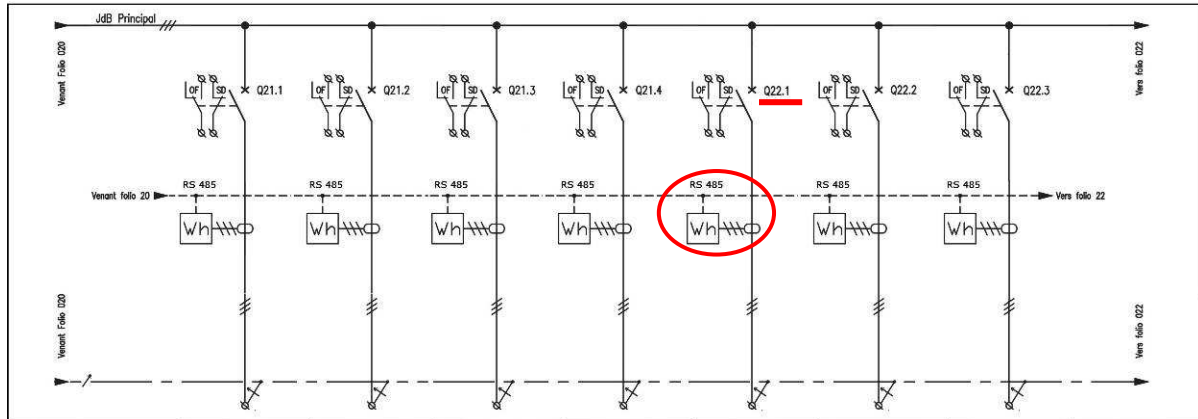 JdB Principal
Venant Folio 020
Vers folio 022
OF SD Q21.1
OF SD Q21.2
OF SD Q21.3
OF SD Q21.4
OF SD Q22.1
OF SD Q22.2
OF SD Q22.3
Venant folio 20
RS 485
RS 485
RS 485
RS 485
RS 485
RS 485
RS 485
Vers folio 22
Wh
Wh
Wh
Wh
Wh
Wh
Wh
Venant Folio 020
Vers folio 022